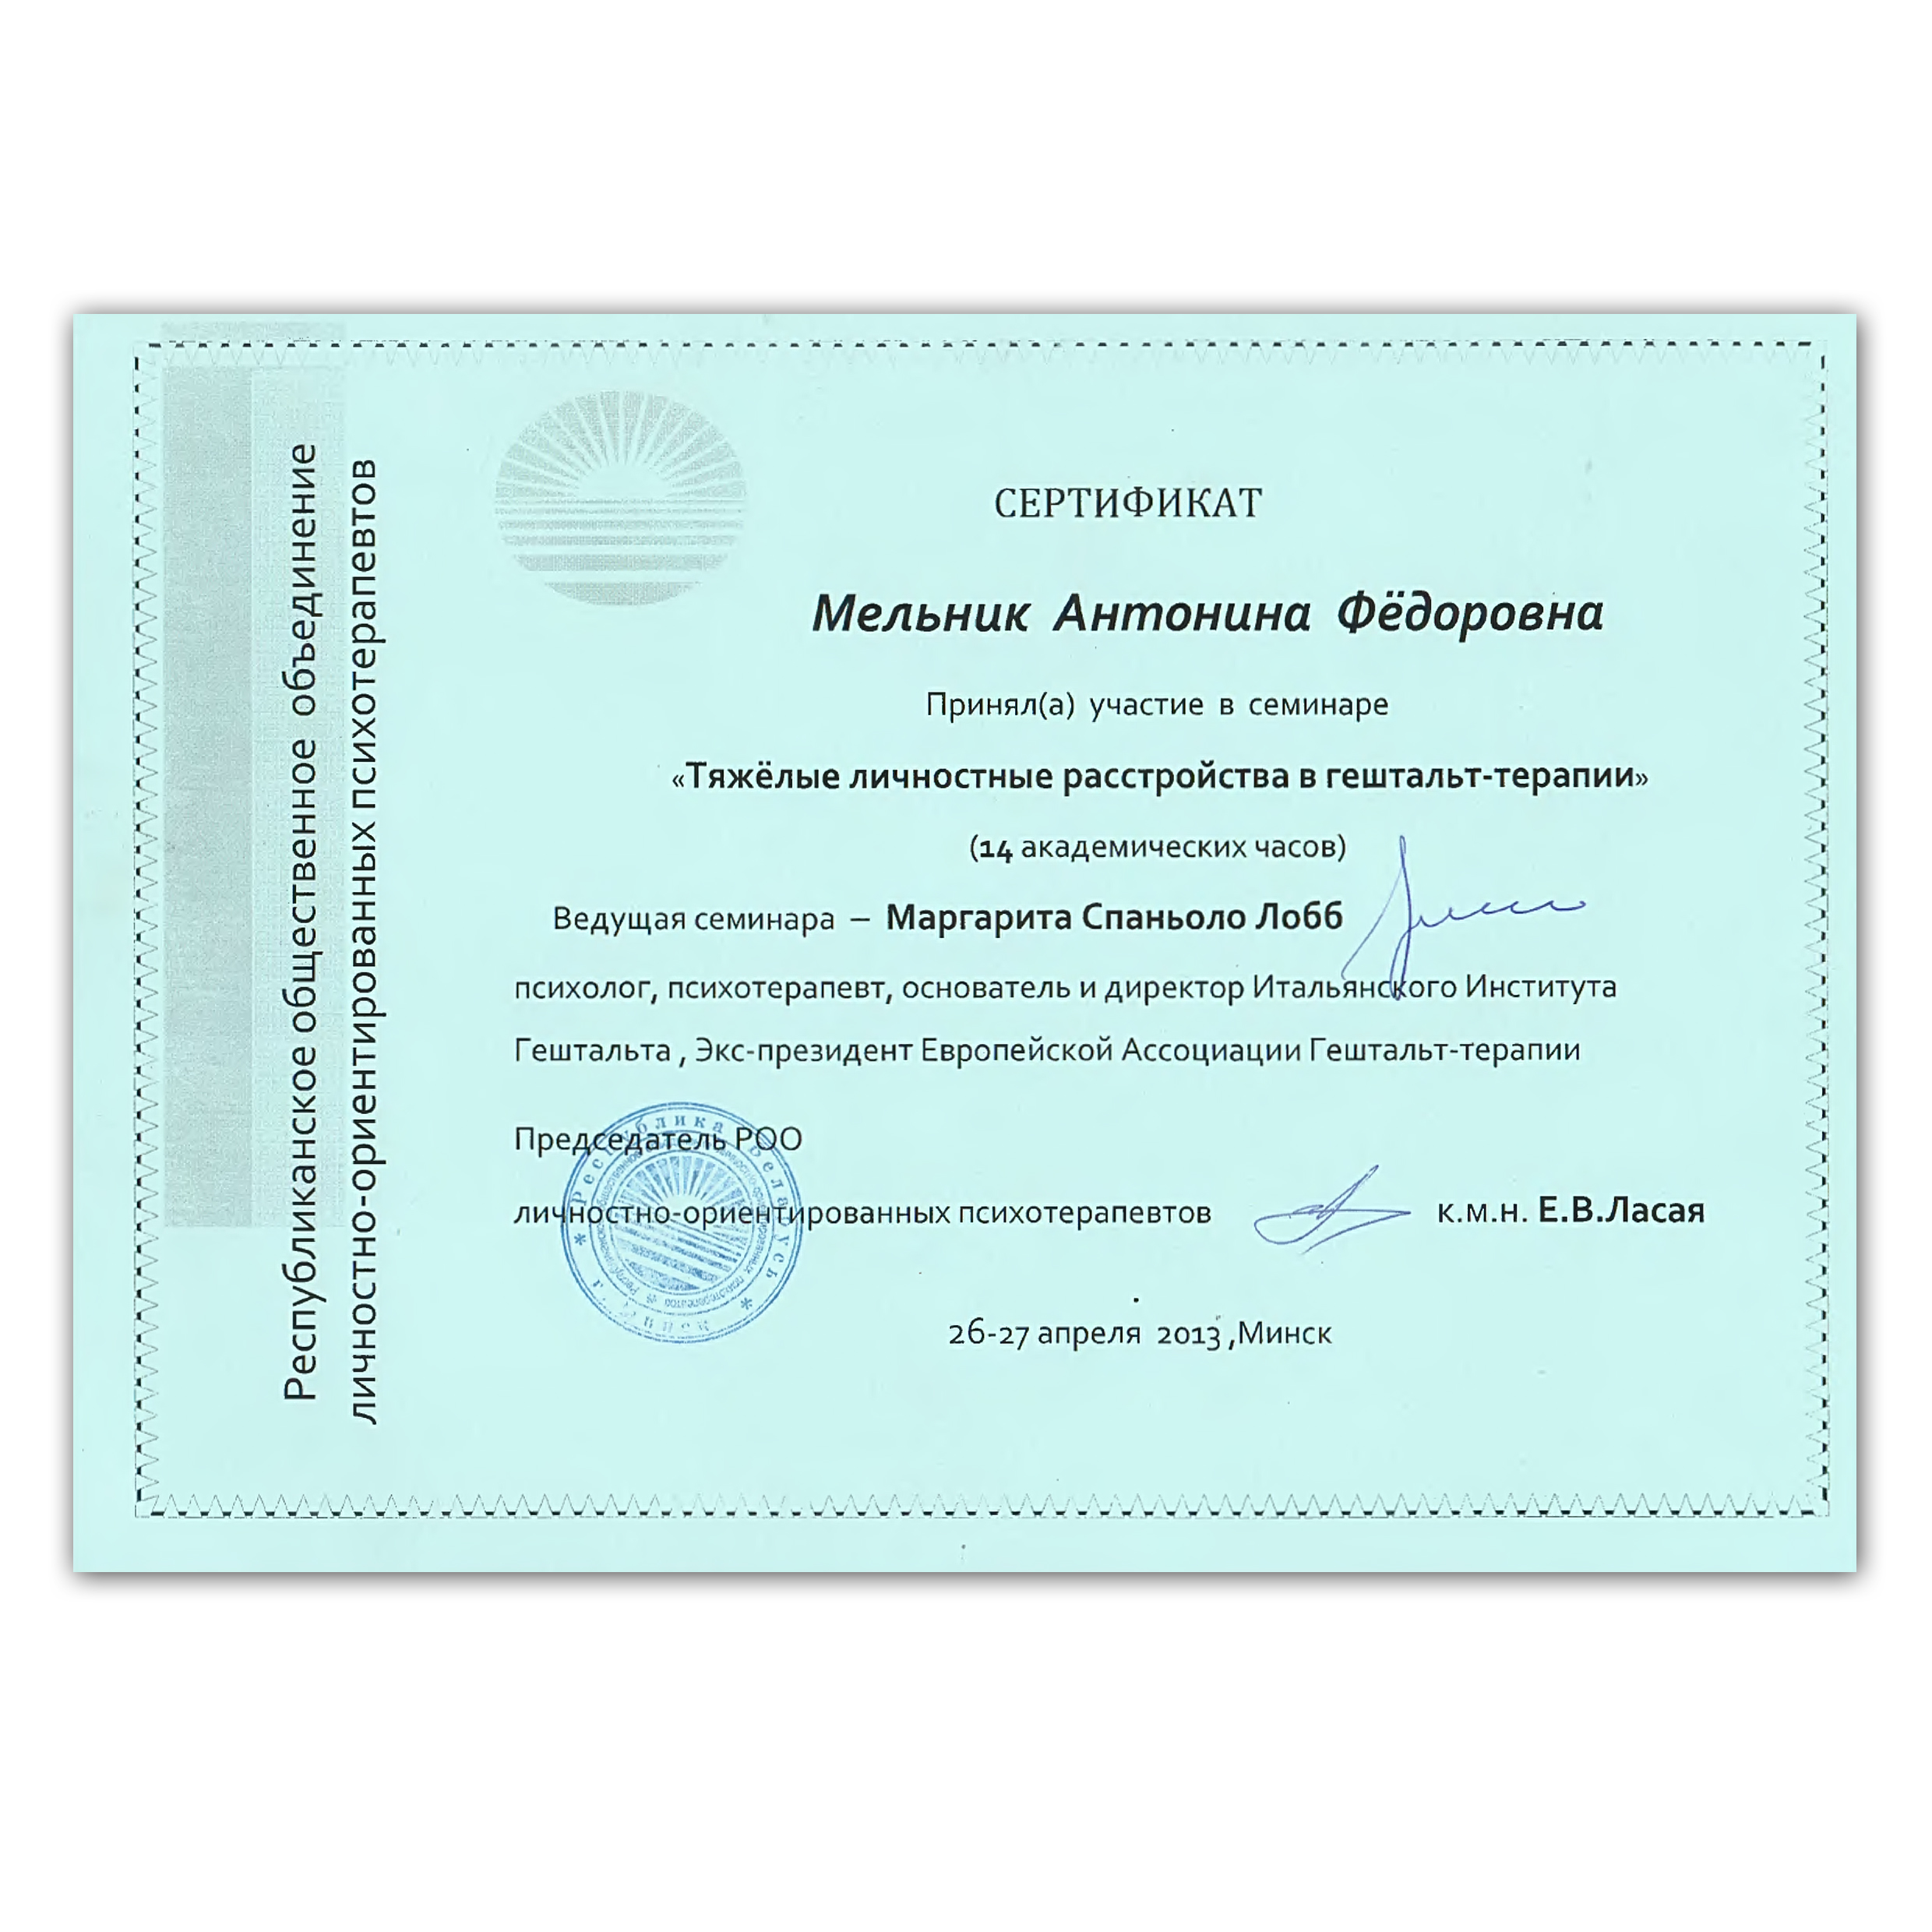 Республиканское общественное объединение
личностно-ориентированных психотерапевтов
СЕРТИФИКАТ
Мельник Антонина Фёдоровна
Принял(а) участие в семинаре
«Тяжёлые личностные расстройства в гештальт-терапии»
(14 академических часов)
Ведущая семинара – Маргарита Спаньоло Лобб
психолог, психотерапевт, основатель и директор Итальянского Института
Гештальта , Экс-президент Европейской Ассоциации Гештальт-терапии
Председатель РОО
личностно-ориентированных психотерапевтов к.м.н. Е.В.Ласая
Республика Беларусь
г. Минск
26-27 апреля 2013 ,Минск